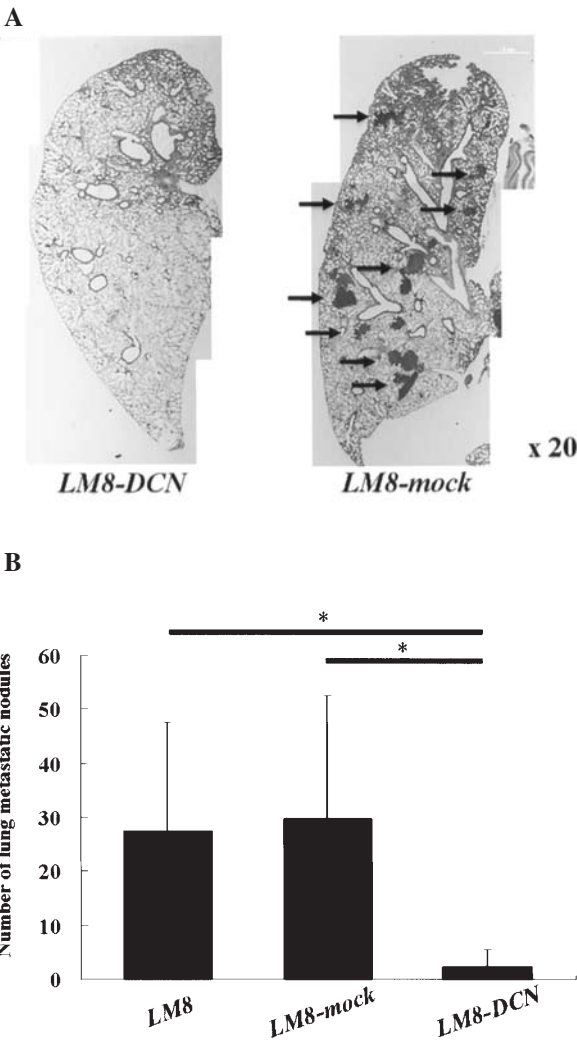 A
x 20
LM8-DCN
LM8-mock
B
*
*
Number of lung metastatic nodules
60
50
40
30
20
10
0
LM8
LM8-mock
LM8-DCN